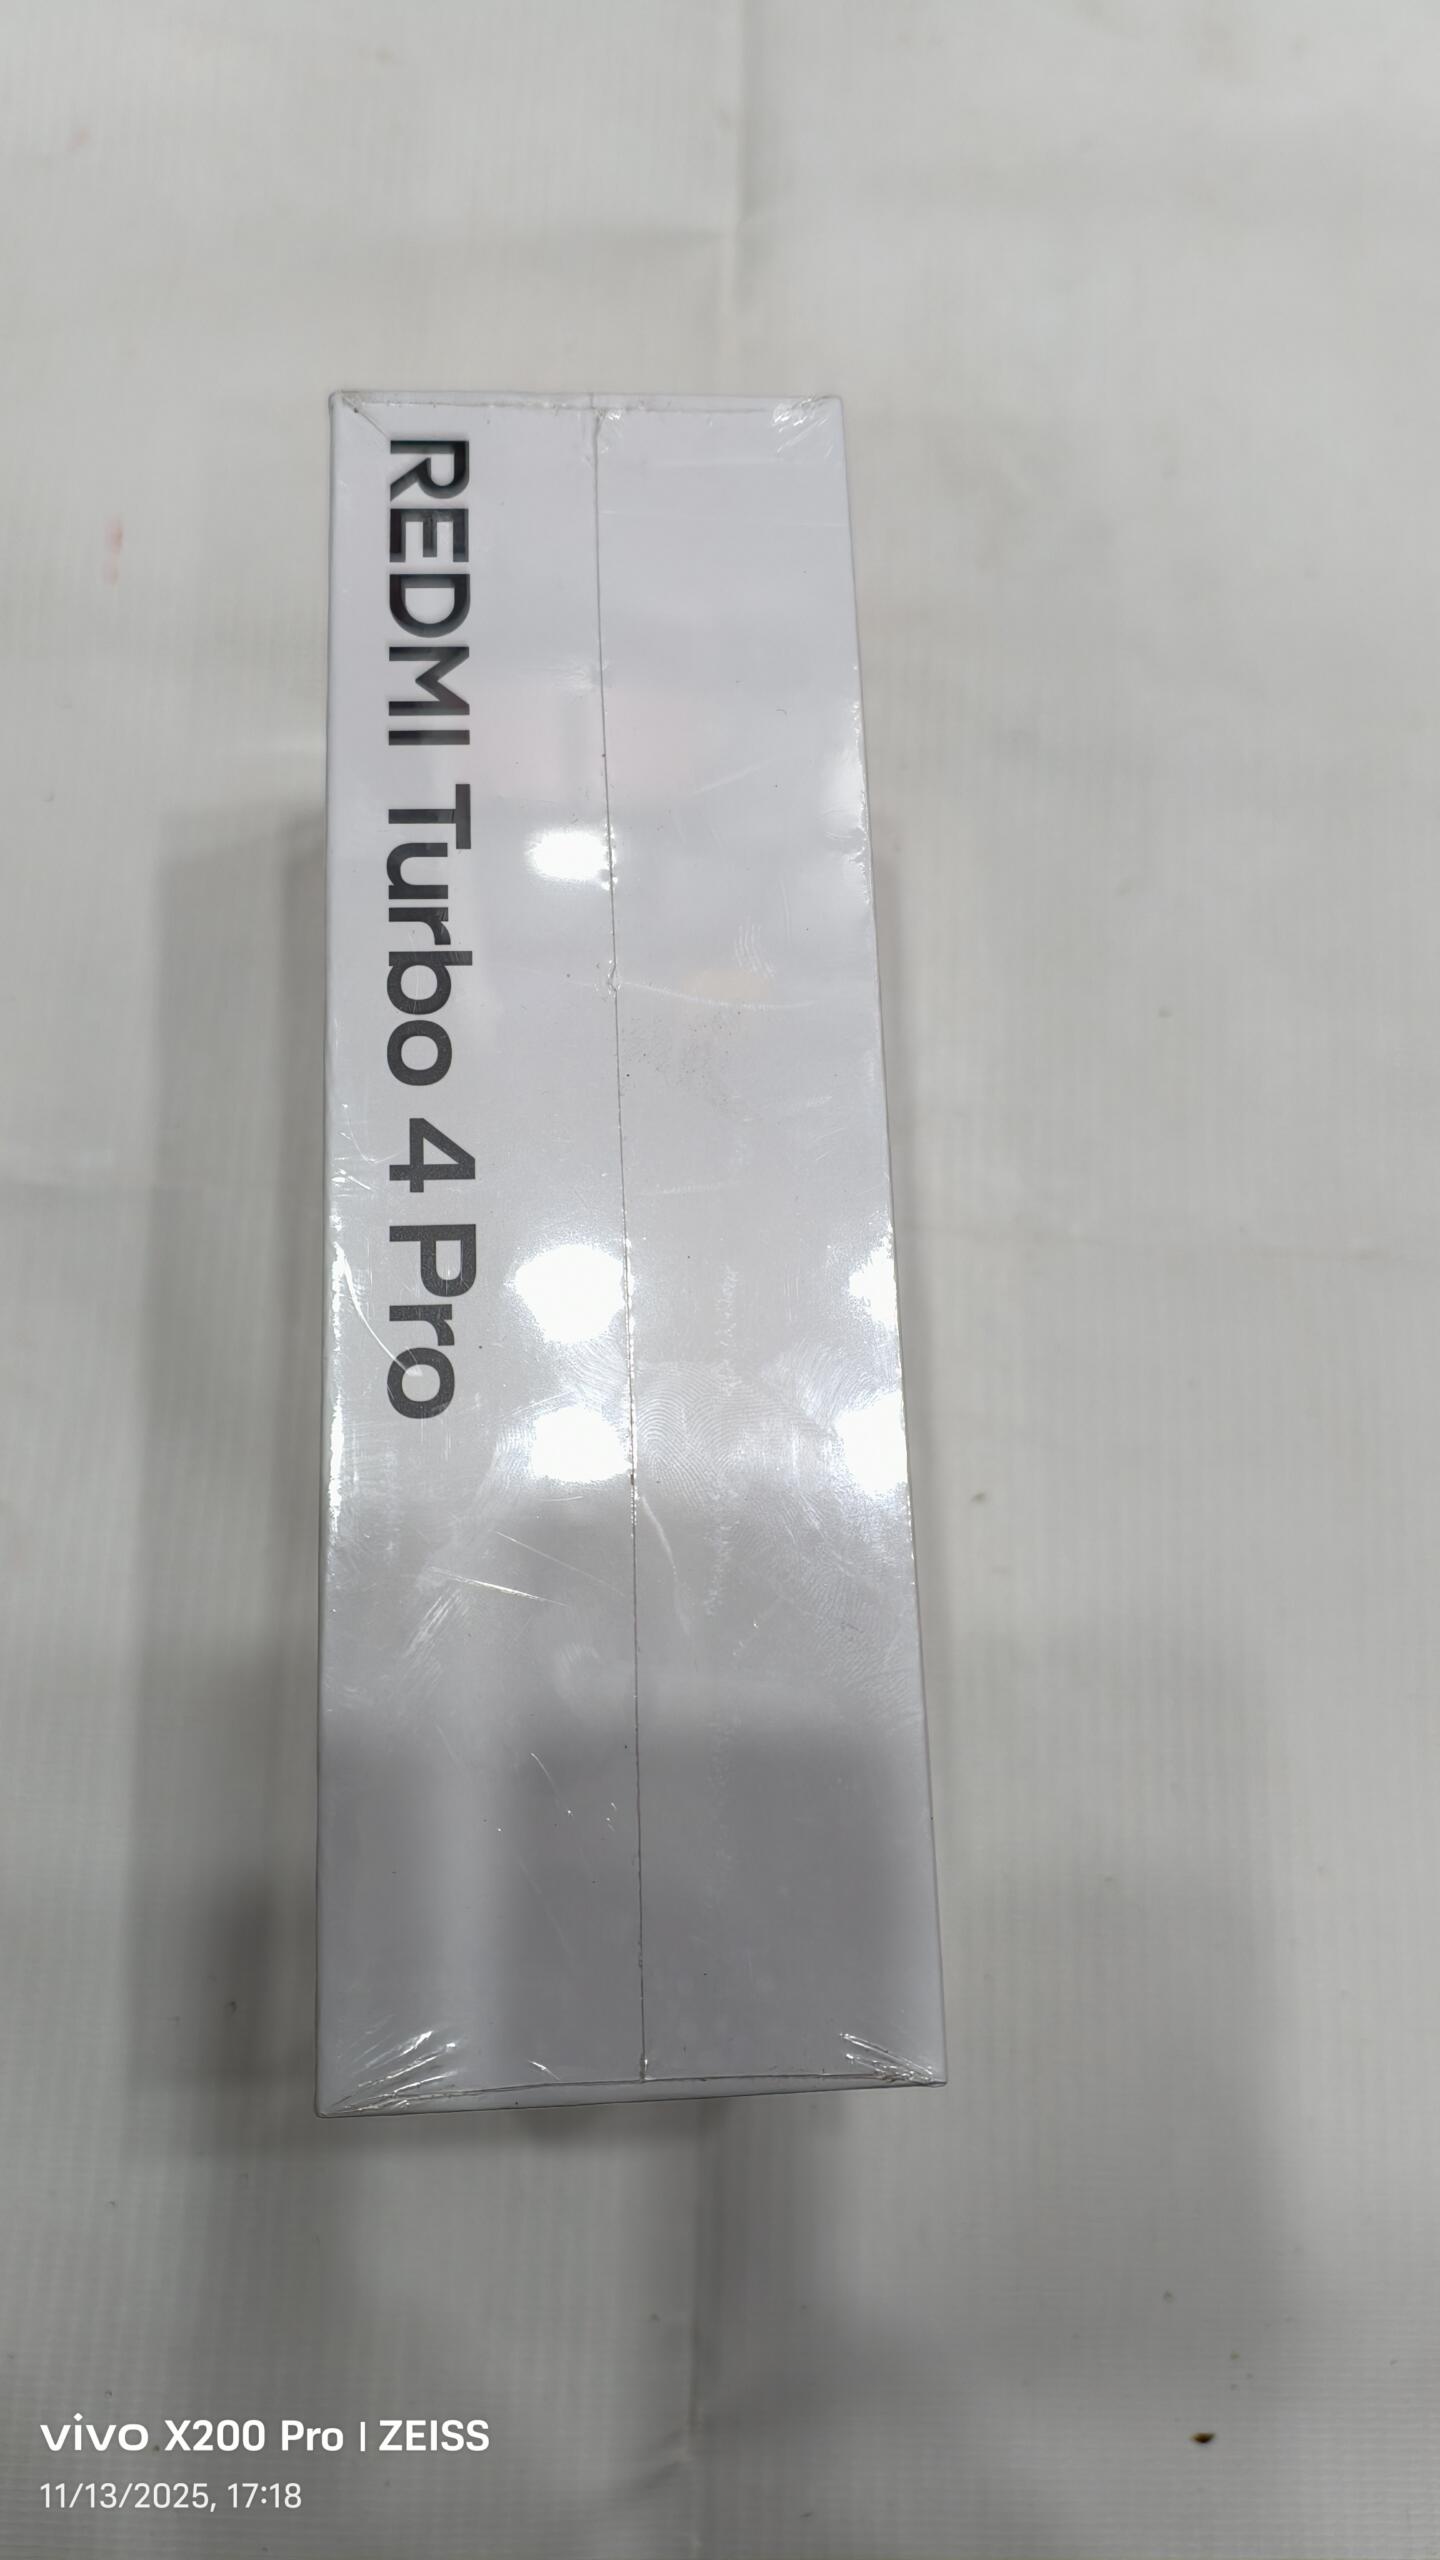 REDMI Turbo 4 Pro
vivo X200 Pro | ZEISS
11/13/2025, 17:18